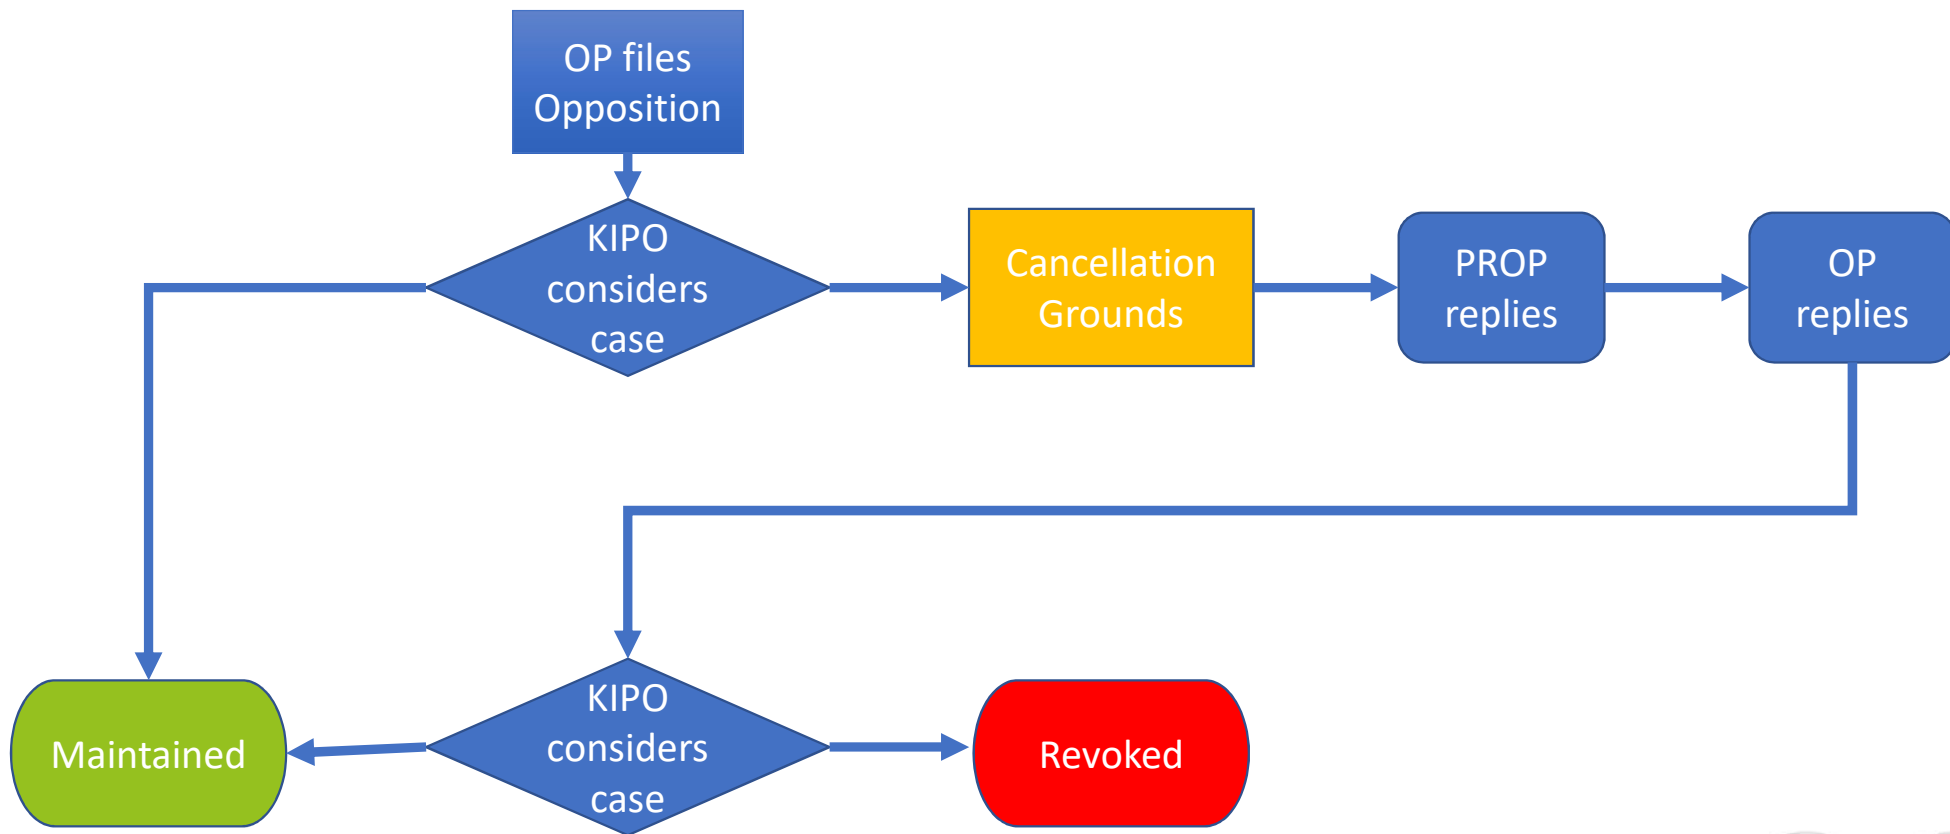 OP files
Opposition
KIPO
considers
case
Cancellation
Grounds
PROP
replies
OP
replies
Maintained
KIPO
considers
case
Revoked